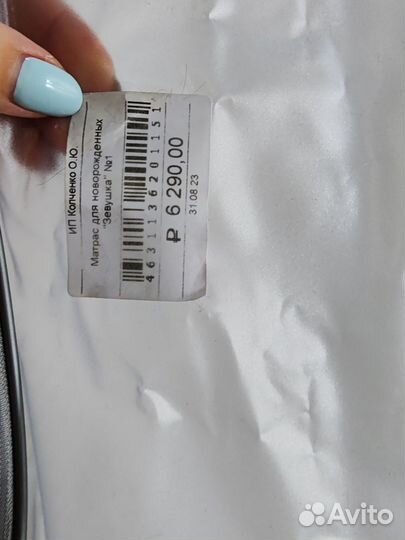 ИП Колченко О.Ю.
Матрас для новорожденных
"Зевушка" №1
4631136201151
₽ 6 290,00
31 08 23
Avito